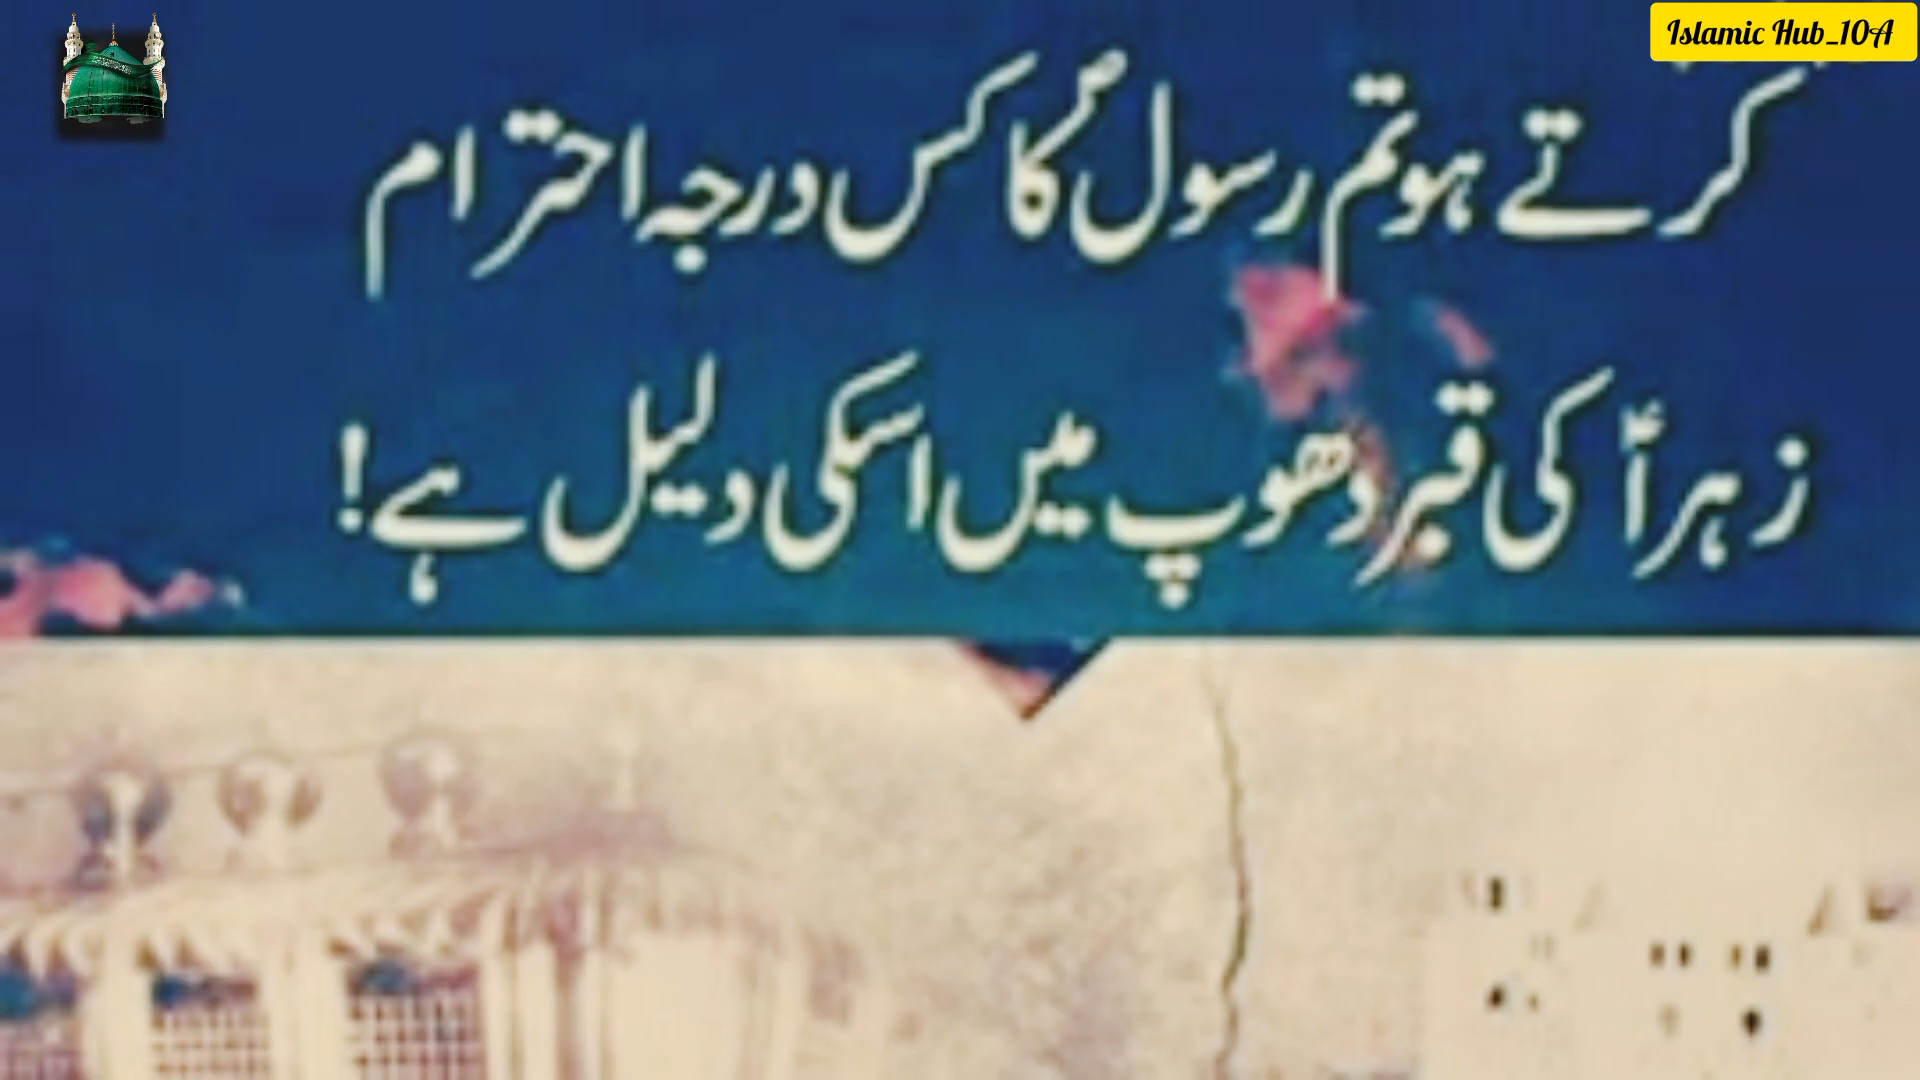 Islamic Hub_10A
کرتے ہو تم رسولؐ کا کس درجہ احترام
زہراؑ کی قبر دھوپ میں اسکی دلیل ہے!